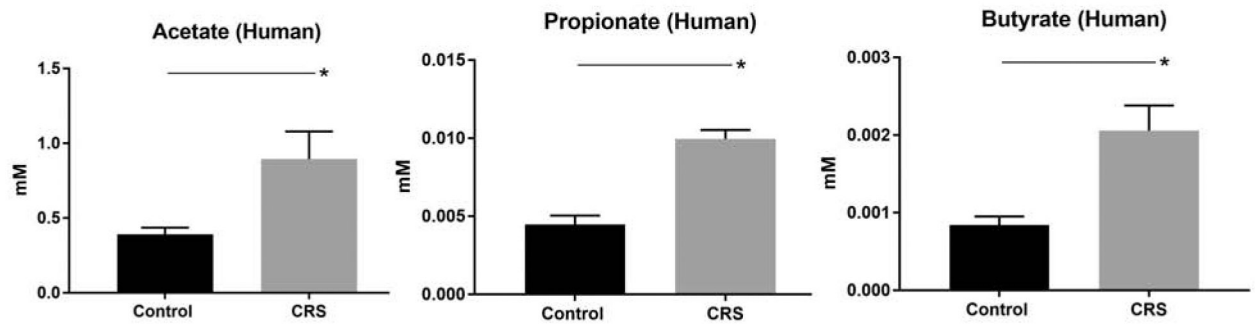 Acetate (Human)
1.5
*
1.0
mM
0.5
0.0
Control CRS
Propionate (Human)
0.015
*
0.010
mM
0.005
0.000
Control CRS
Butyrate (Human)
0.003
*
0.002
mM
0.001
0.000
Control CRS